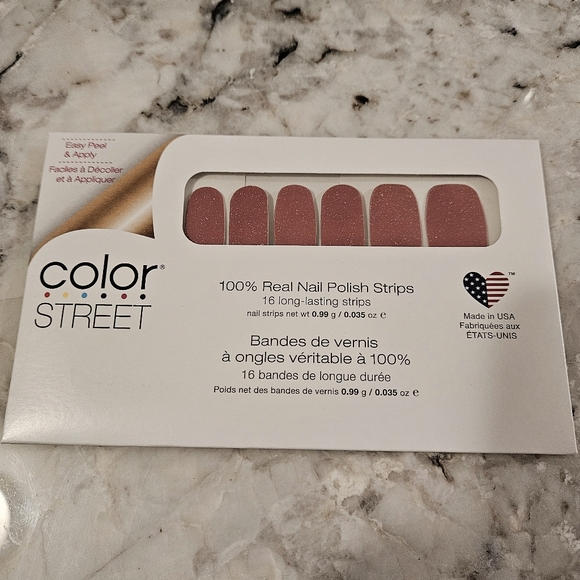 Easy Peel
& Apply
Faciles à Décoller
et à Appliquer
color®
STREET
100% Real Nail Polish Strips
16 long-lasting strips
nail strips net wt 0.99 g / 0.035 oz ℮
Bandes de vernis
à ongles véritable à 100%
16 bandes de longue durée
Poids net des bandes de vernis 0.99 g / 0.035 oz ℮
™
Made in USA
Fabriquées aux
ÉTATS-UNIS